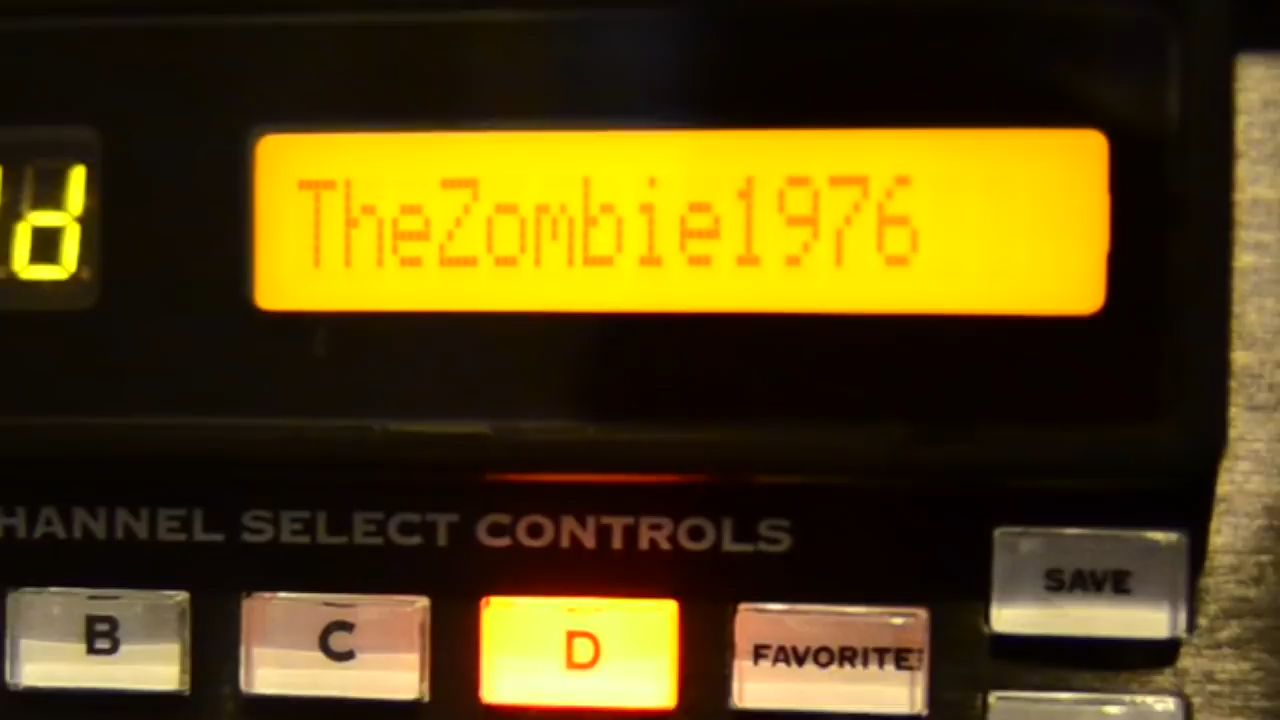 d
TheZombie1976
HANNEL SELECT CONTROLS
SAVE
B
C
D
FAVORITE